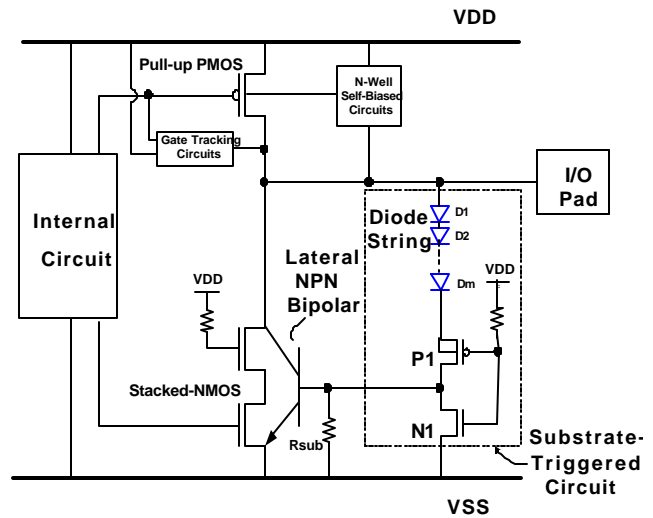 VDD
Pull-up PMOS
N-Well
Self-Biased
Circuits
Gate Tracking
Circuits
I/O
Pad
Internal
Circuit
Diode
String
D1
D2
Dm
Lateral
NPN
Bipolar
VDD
VDD
P1
Stacked-NMOS
N1
Rsub
Substrate-
Triggered
Circuit
VSS